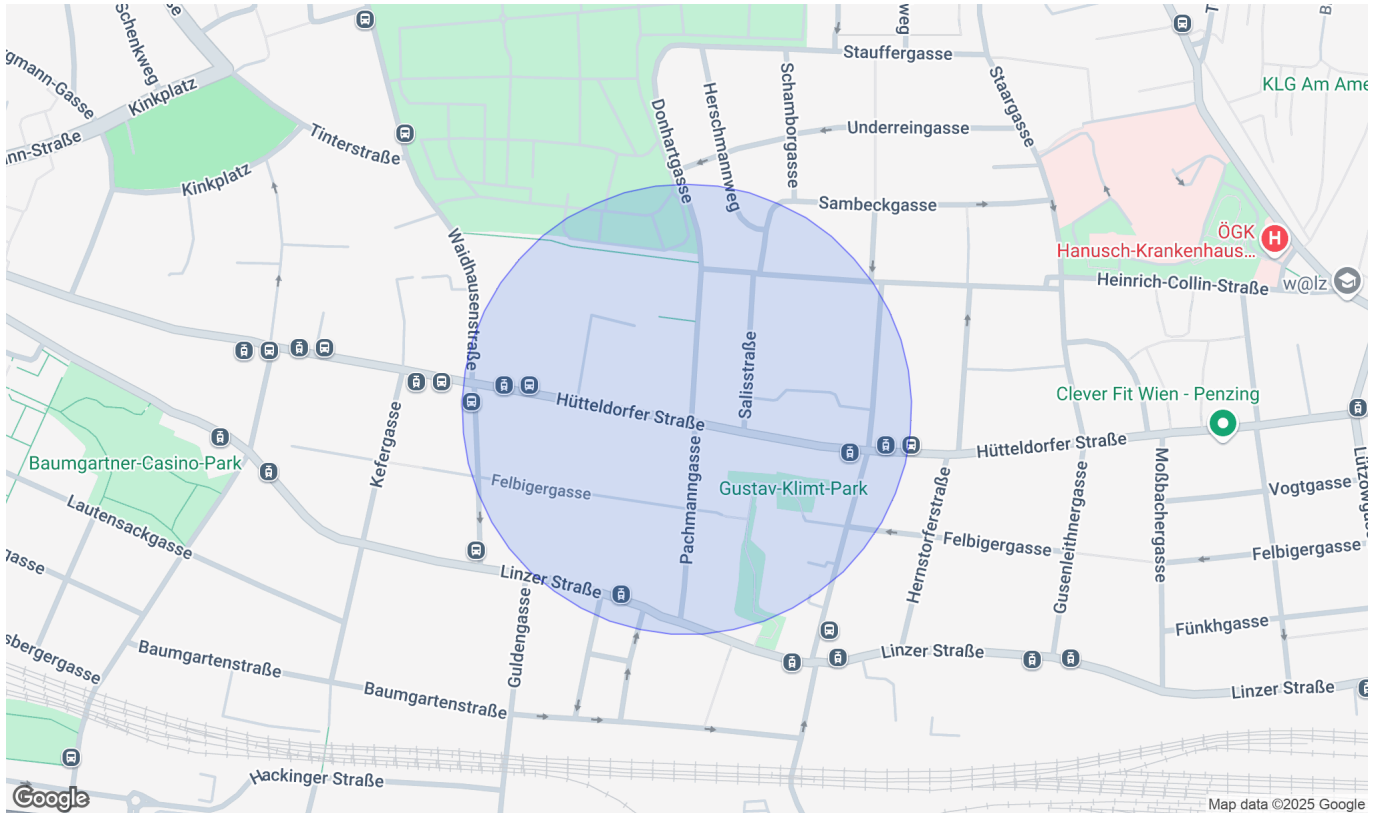 Schenkweg
Kinkplatz
Tinterstraße
Kinkplatz
Stauffergasse
Staargasse
Schamborgasse
Herschmannweg
Donhartgasse
Underreingasse
Sambeckgasse
KLG Am Ame
ÖGK
Hanusch-Krankenhaus...
Heinrich-Collin-Straße
w@lz
Waidhausenstraße
Salisstraße
Hütteldorfer Straße
Clever Fit Wien - Penzing
Hütteldorfer Straße
Kefergasse
Baumgartner-Casino-Park
Lautensackgasse
Felbigergasse
Pachmanngasse
Gustav-Klimt-Park
Hernstorferstraße
Felbigergasse
Gusenleithnergasse
Moßbachergasse
Vogtgasse
Felbigergasse
Fünkhgasse
Linzer Straße
Guldengasse
Linzer Straße
Linzer Straße
Baumgartenstraße
Baumgartenstraße
Hackinger Straße
Google
Map data ©2025 Google